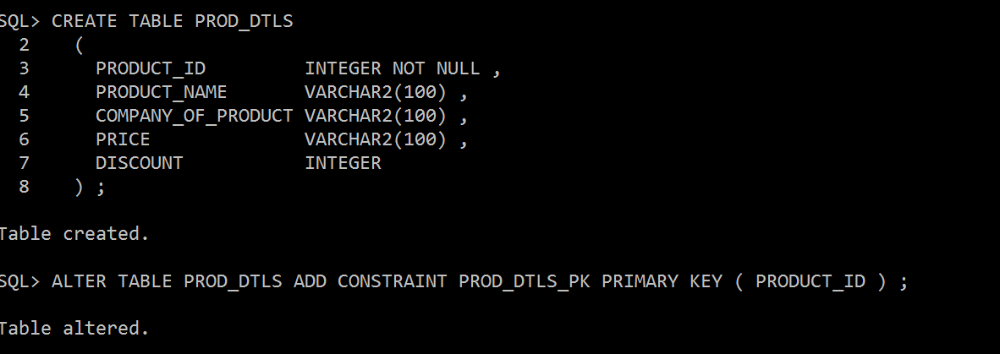 SQL> CREATE TABLE PROD_DTLS
2 (
3 PRODUCT_ID INTEGER NOT NULL ,
4 PRODUCT_NAME VARCHAR2(100) ,
5 COMPANY_OF_PRODUCT VARCHAR2(100) ,
6 PRICE VARCHAR2(100) ,
7 DISCOUNT INTEGER
8 ) ;
Table created.
SQL> ALTER TABLE PROD_DTLS ADD CONSTRAINT PROD_DTLS_PK PRIMARY KEY ( PRODUCT_ID ) ;
Table altered.